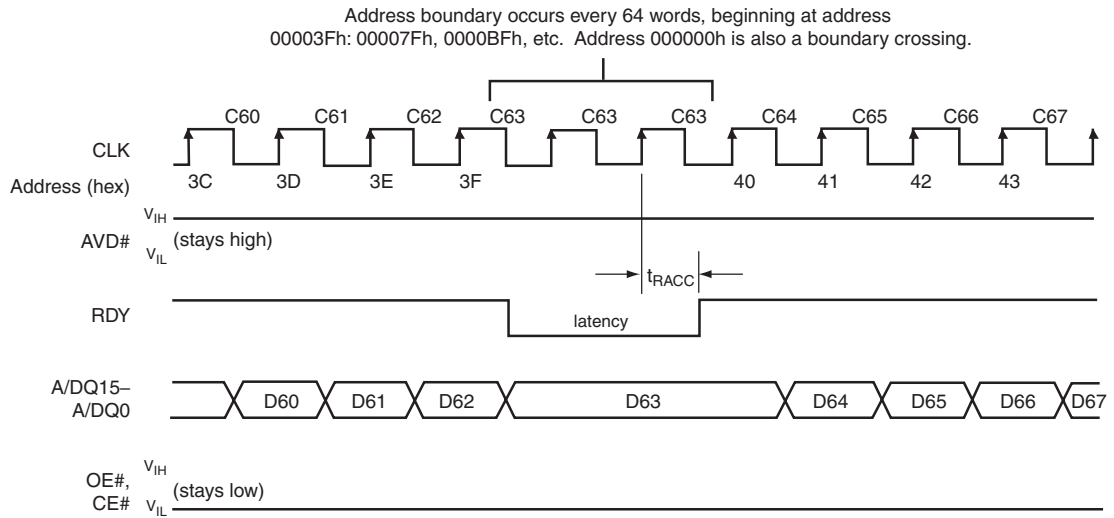 Address boundary occurs every 64 words, beginning at address
00003Fh: 00007Fh, 0000BFh, etc. Address 000000h is also a boundary crossing.
C60 C61 C62 C63 C63 C63 C64 C65 C66 C67
CLK
Address (hex) 3C 3D 3E 3F 40 41 42 43
VIH
AVD# (stays high)
VIL
tRACC
RDY latency
A/DQ15–
A/DQ0
D60 D61 D62 D63 D64 D65 D66 D67
OE#,
CE#
VIH
(stays low)
VIL